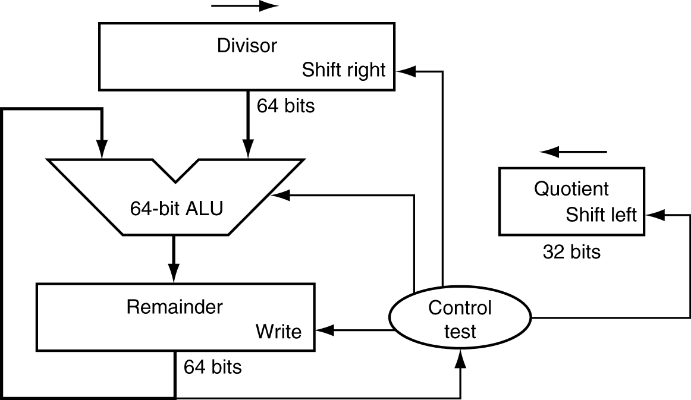 Divisor
Shift right
64 bits
64-bit ALU
Quotient
Shift left
32 bits
Remainder
Write
Control
test
64 bits